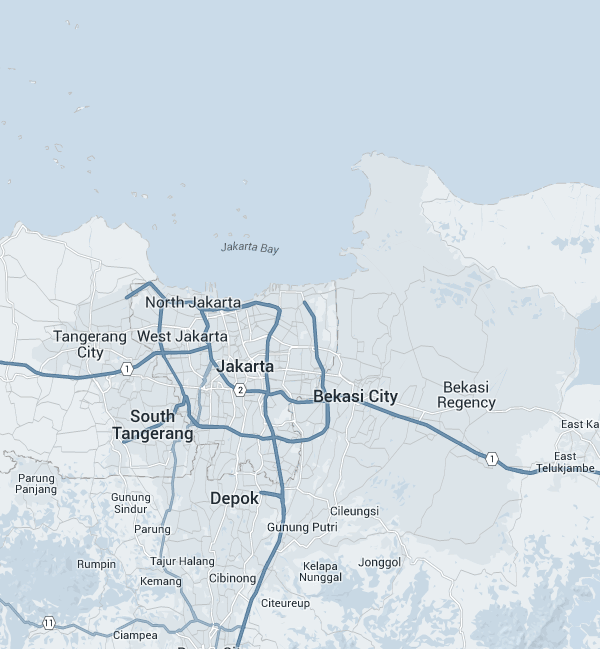 Jakarta Bay
North Jakarta
West Jakarta
Tangerang
City
1
Jakarta
2
Bekasi City
Bekasi
Regency
South
Tangerang
East Ka
1
East
Telukjambe
Parung
Panjang
Gunung
Sindur
Depok
Cileungsi
Parung
Gunung Putri
Rumpin
Tajur Halang
Kemang
Cibinong
Kelapa
Nunggal
Jonggol
Citeureup
11
Ciampea